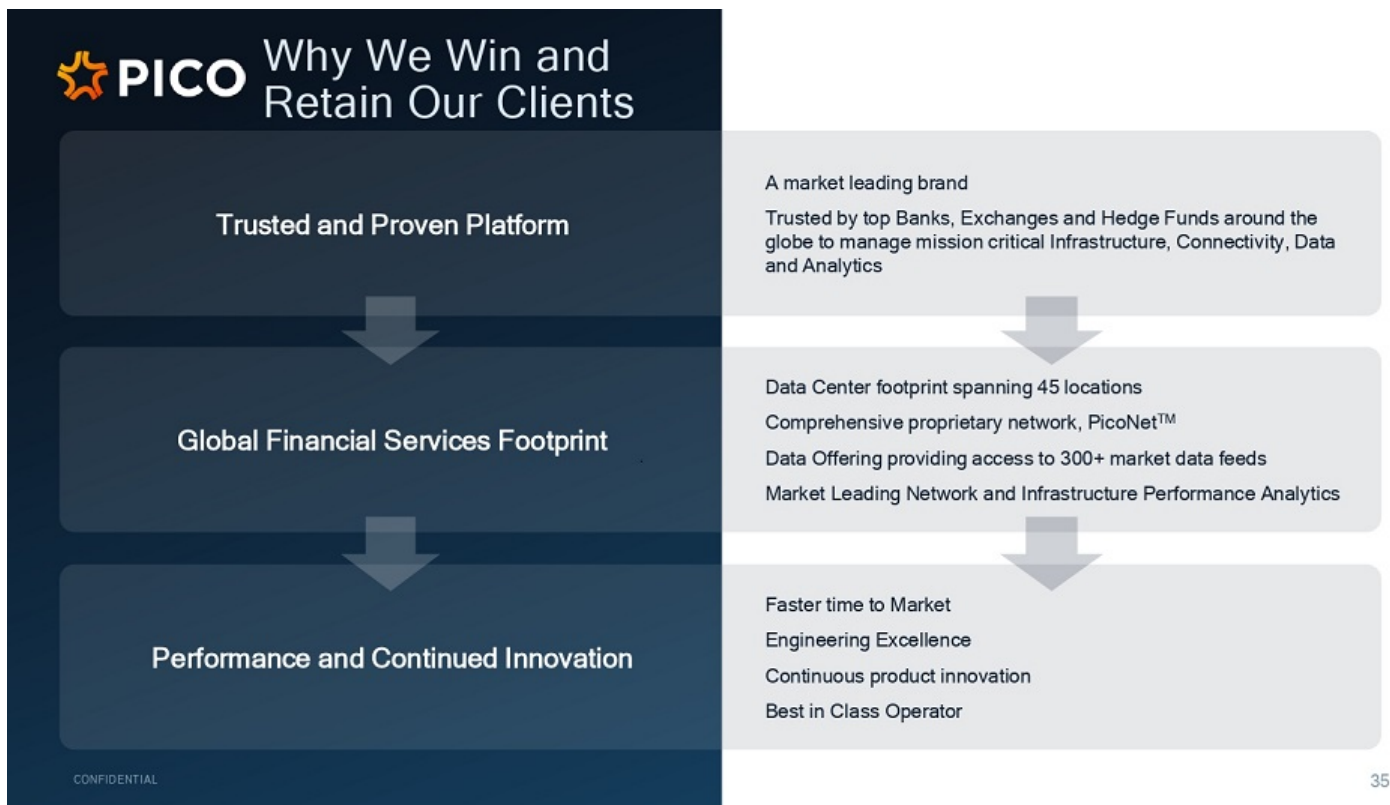 PICO
Why We Win and
Retain Our Clients
Trusted and Proven Platform
A market leading brand
Trusted by top Banks, Exchanges and Hedge Funds around the
globe to manage mission critical Infrastructure, Connectivity, Data
and Analytics
Global Financial Services Footprint
Data Center footprint spanning 45 locations
Comprehensive proprietary network, PicoNet™
Data Offering providing access to 300+ market data feeds
Market Leading Network and Infrastructure Performance Analytics
Performance and Continued Innovation
Faster time to Market
Engineering Excellence
Continuous product innovation
Best in Class Operator
CONFIDENTIAL
35